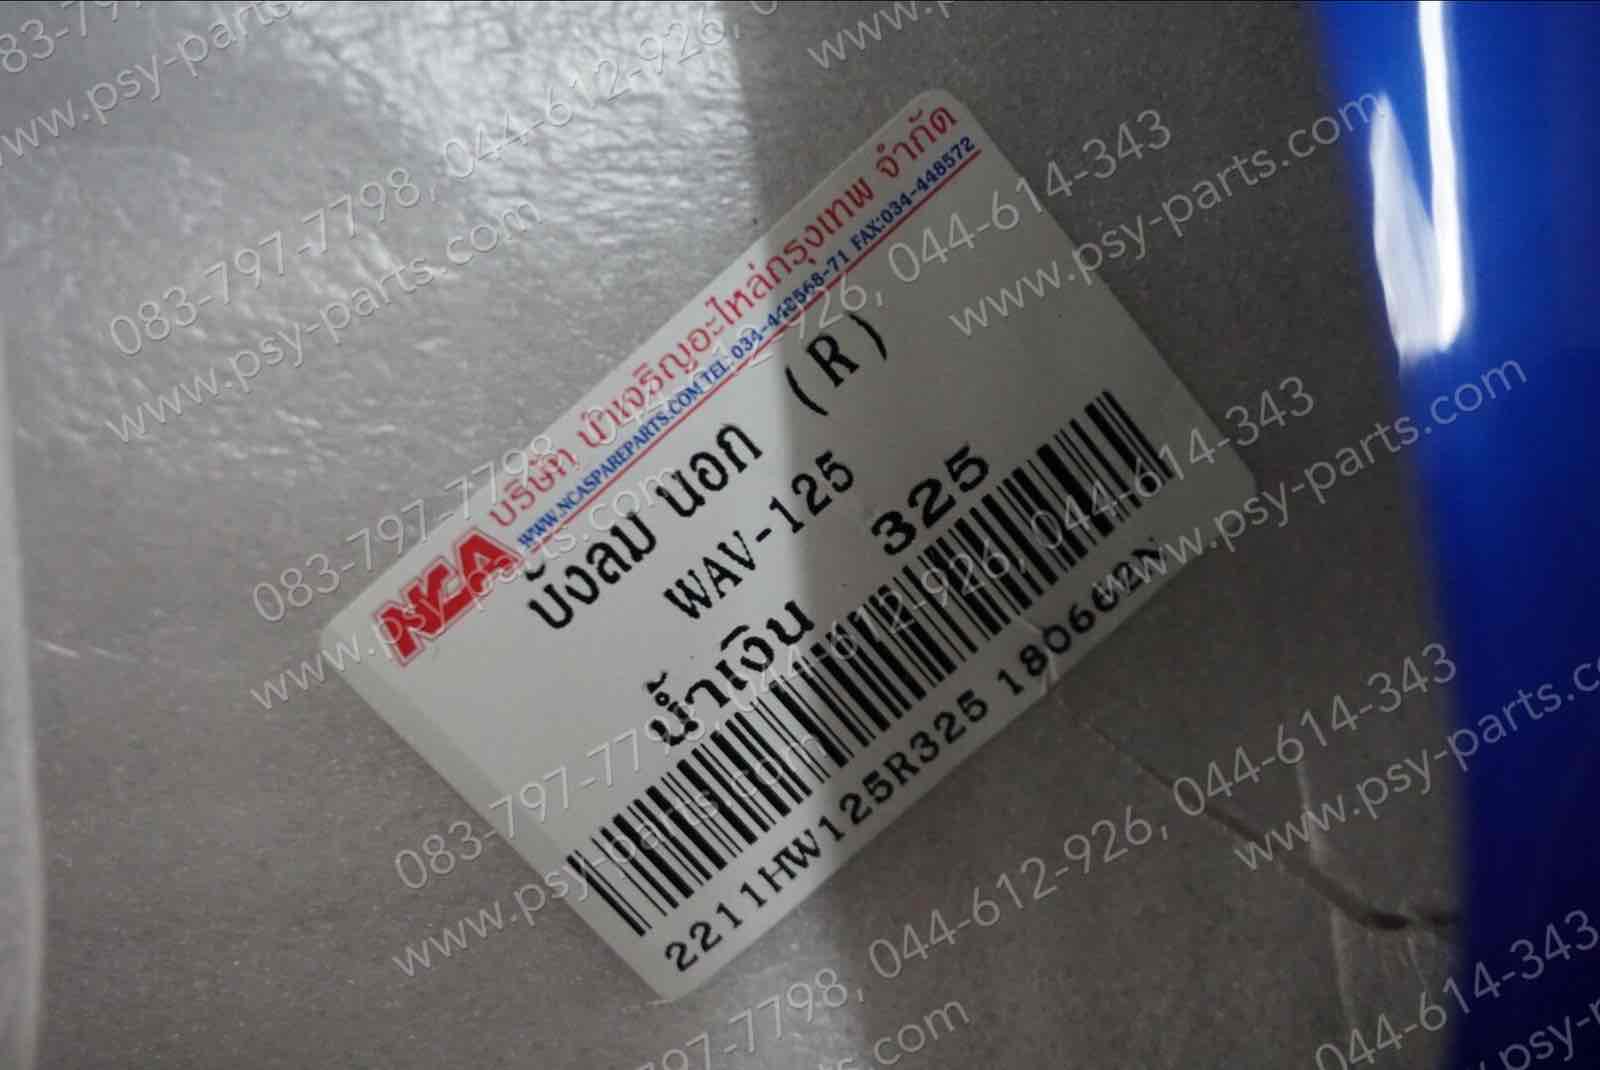 NCA บริษัท นำเจริญอะไหล่กรุงเทพ จำกัด
WWW.NCASPAREPARTS.COM TEL:034-448568-71 FAX:034-448572
บังลม นอก (R)
WAV-125
น้ำเงิน 325
2211HW125R325 180662N
083-797-7798, 044-612-926, 044-614-343
www.psy-parts.com